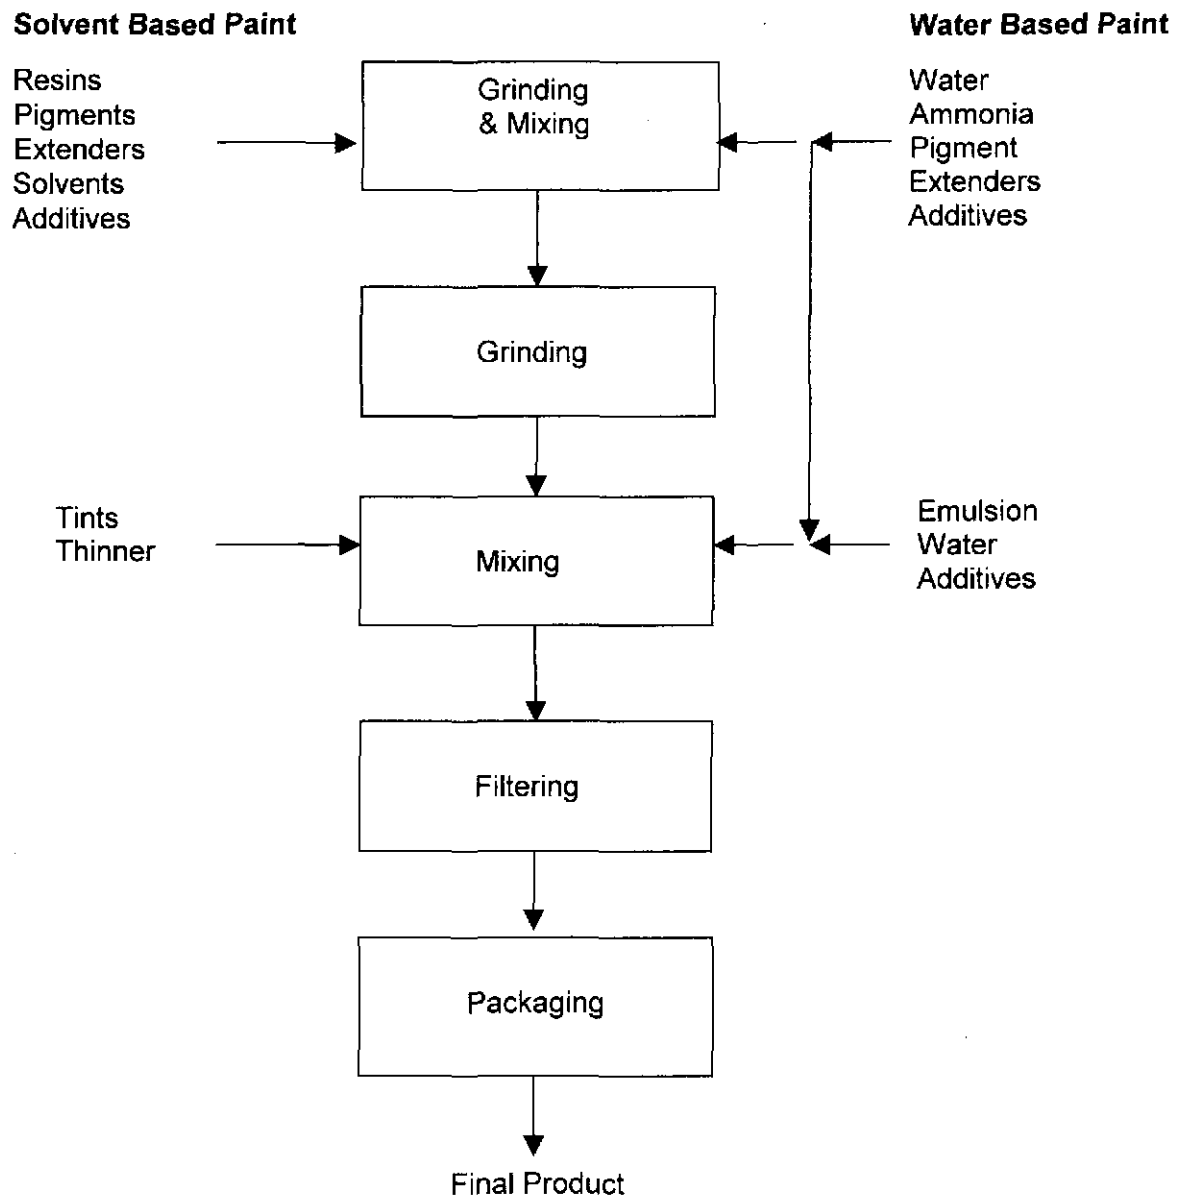 Solvent Based Paint
Water Based Paint
Resins
Pigments
Extenders
Solvents
Additives
Grinding
& Mixing
Water
Ammonia
Pigment
Extenders
Additives
Grinding
Tints
Thinner
Mixing
Emulsion
Water
Additives
Filtering
Packaging
Final Product